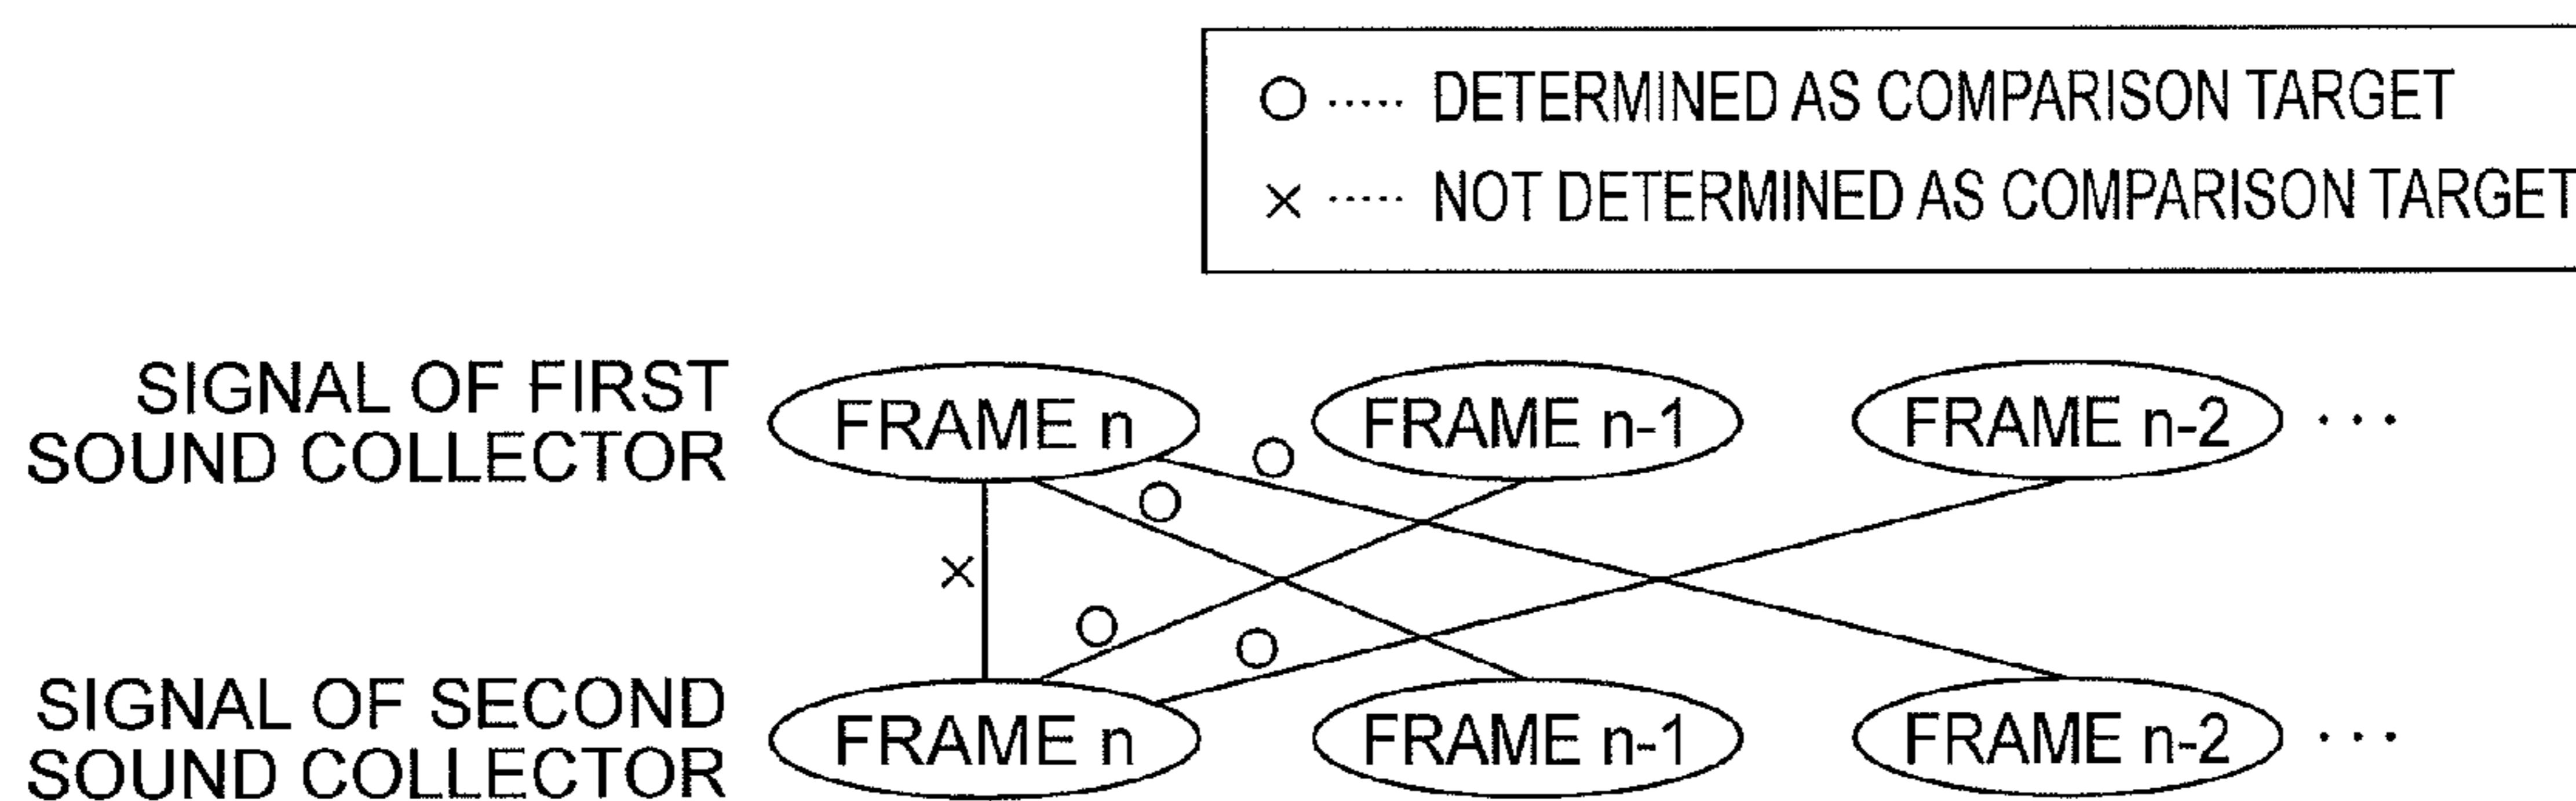 ○ ····· DETERMINED AS COMPARISON TARGET
× ····· NOT DETERMINED AS COMPARISON TARGET
SIGNAL OF FIRST
SOUND COLLECTOR
FRAME n
FRAME n-1
FRAME n-2
···
○
○
×
○
○
SIGNAL OF SECOND
SOUND COLLECTOR
FRAME n
FRAME n-1
FRAME n-2
···